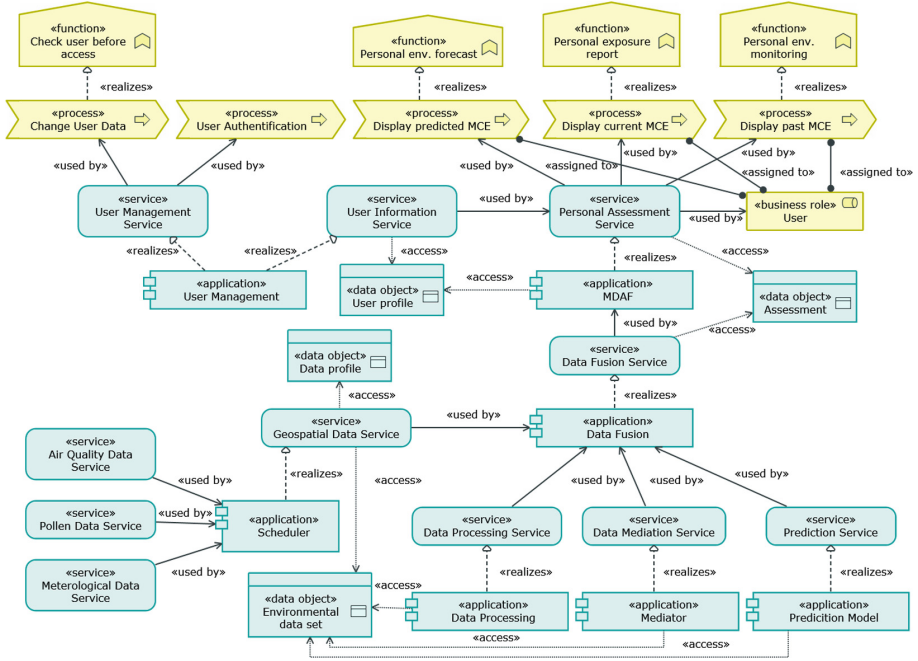 «function»
Check user before
access
«function»
Personal env. forecast
«function»
Personal exposure
report
«function»
Personal env.
monitoring
«realizes»
«realizes»
«realizes»
«realizes»
«process»
Change User Data
«process»
User Authentification
«process»
Display predicted MCE
«process»
Display current MCE
«process»
Display past MCE
«used by»
«used by»
«used by»
«assigned to»
«used by»
«used by»
«assigned to»
«assigned to»
«service»
User Management
Service
«service»
User Information
Service
«used by»
«service»
Personal Assessment
Service
«used by»
«business role»
User
«realizes»
«realizes»
«access»
«realizes»
«access»
«application»
User Management
«data object»
User profile
«access»
«application»
MDAF
«data object»
Assessment
«used by»
«access»
«data object»
Data profile
«service»
Data Fusion Service
«access»
«realizes»
«service»
Geospatial Data Service
«used by»
«application»
Data Fusion
«service»
Air Quality Data
Service
«realizes»
«access»
«used by»
«used by»
«used by»
«used by»
«service»
Pollen Data Service
«used by»
«application»
Scheduler
«service»
Data Processing Service
«service»
Data Mediation Service
«service»
Prediction Service
«service»
Meterological Data
Service
«used by»
«realizes»
«realizes»
«realizes»
«data object»
Environmental
data set
«access»
«application»
Data Processing
«application»
Mediator
«application»
Predicition Model
«access»
«access»